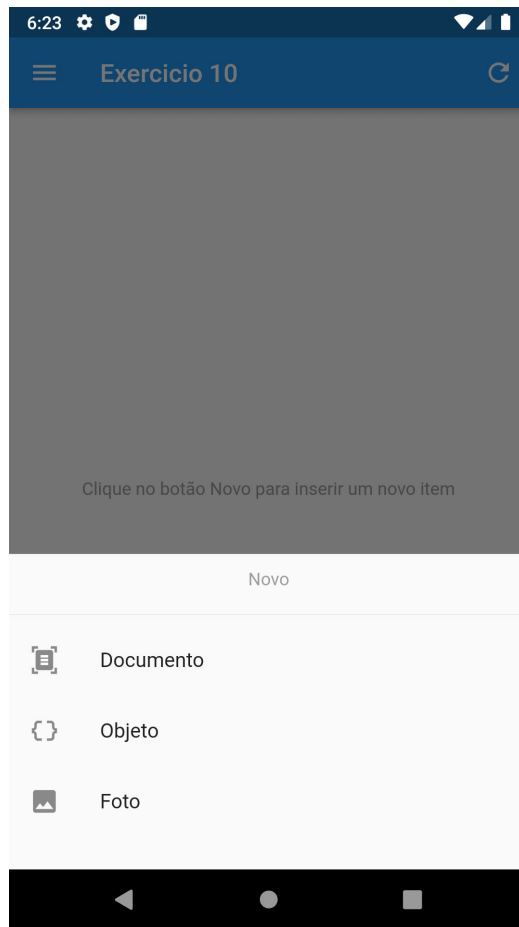 6:23
Exercicio 10
Clique no botão Novo para inserir um novo item
Novo
Documento
Objeto
Foto